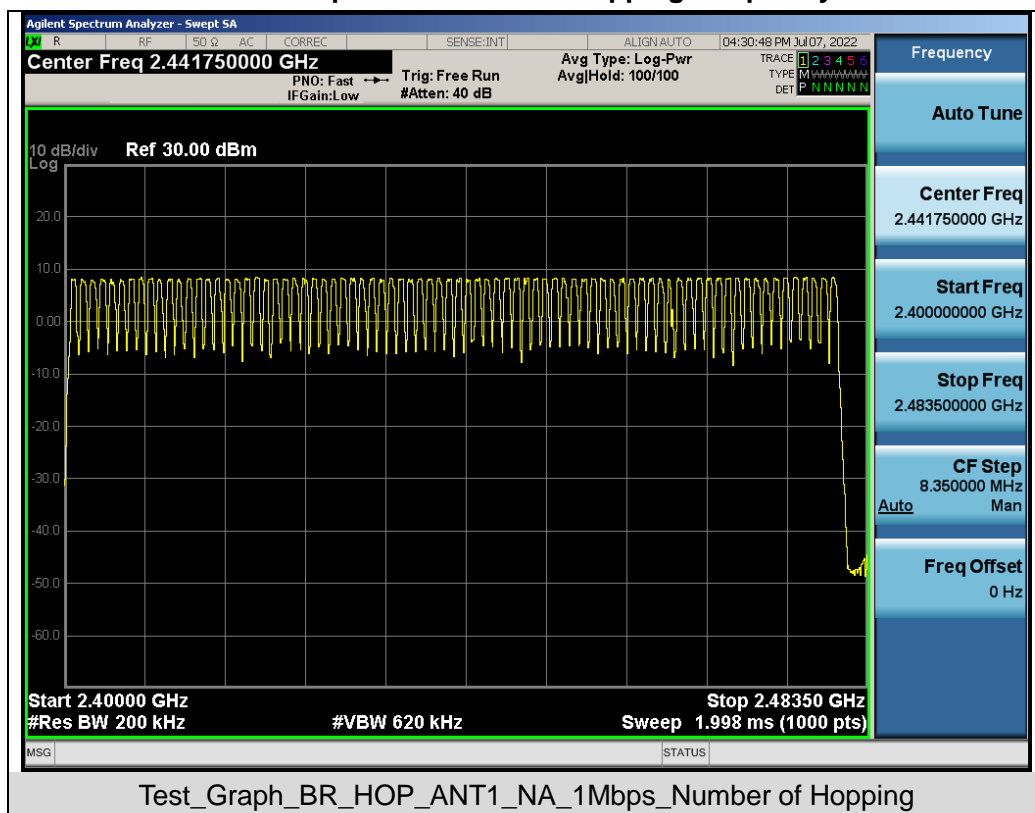 Agilent Spectrum Analyzer - Swept SA
LXI R RF 50 Ω AC CORREC SENSE:INT ALIGN AUTO 04:30:48 PM Jul 07, 2022
Center Freq 2.441750000 GHz
PNO: Fast
IFGain:Low
Trig: Free Run
#Atten: 40 dB
Avg Type: Log-Pwr
Avg|Hold: 100/100
TRACE 1 2 3 4 5 6
TYPE M
DET P N N N N N
Frequency
Auto Tune
Center Freq
2.441750000 GHz
Start Freq
2.400000000 GHz
Stop Freq
2.483500000 GHz
CF Step
8.350000 MHz
Auto Man
Freq Offset
0 Hz
10 dB/div Ref 30.00 dBm
Log
20.0
10.0
0.00
-10.0
-20.0
-30.0
-40.0
-50.0
-60.0
Start 2.40000 GHz Stop 2.48350 GHz
#Res BW 200 kHz #VBW 620 kHz Sweep 1.998 ms (1000 pts)
MSG STATUS
Test_Graph_BR_HOP_ANT1_NA_1Mbps_Number of Hopping